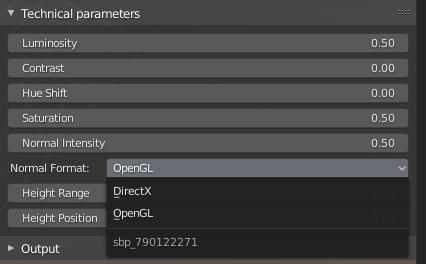 Technical parameters
Luminosity 0.50
Contrast 0.00
Hue Shift 0.00
Saturation 0.50
Normal Intensity 0.50
Normal Format: OpenGL
DirectX
Height Range
OpenGL
Height Position
sbp_790122271
Output